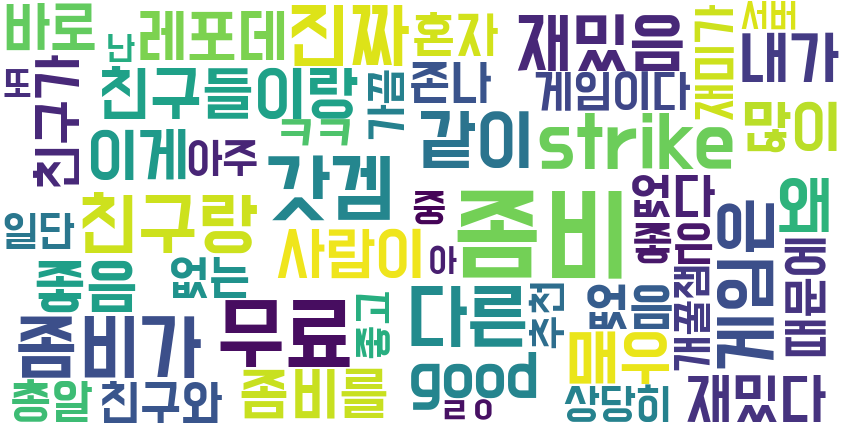 바로
난
레포데
진짜
혼자
재밌음
재미가
서버
내가
또
친구가
친구들이랑
가끔
존나
게임이다
많이
이게
아주
ㅋㅋ
갓겜
같이
strike
일단
친구랑
사람이
중
아
좀비
없다
좋은
게임은
왜
좋음
없는
때문에
좀비가
무료
좋고
다른
추천
없음
개꿀잼
매우
총알
친구와
좀비를
good
ㄹㅇ
상당히
재밌다